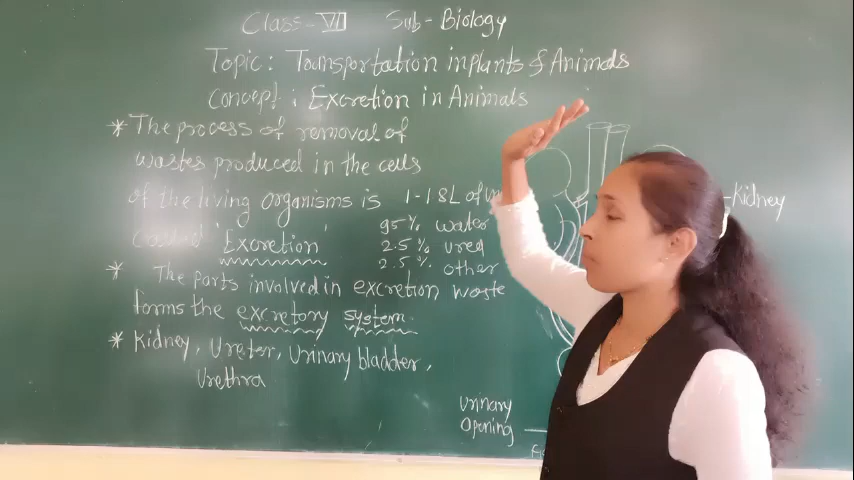 Class-VII Sub-Biology
Topic: Transportation in plants & Animals
Concept: Excretion in Animals
* The process of removal of
wastes produced in the cells
of the living organisms is
called Excretion
1-1.8L of
95% water
2.5% urea
2.5% other
waste
* The parts involved in excretion
forms the excretory system.
* Kidney, Ureter, Urinary bladder,
Urethra
Kidney
Urinary
Opening